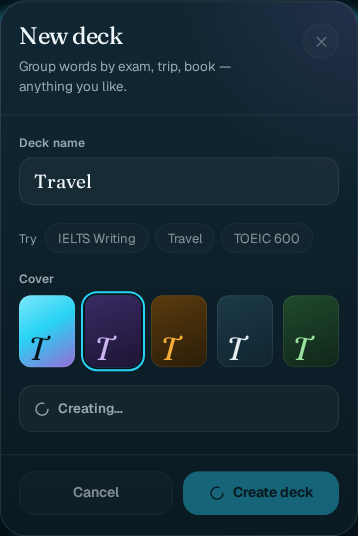 New deck
Group words by exam, trip, book —
anything you like.
Deck name
Travel
Try IELTS Writing Travel TOEIC 600
Cover
T T T T T
Creating...
Cancel Create deck